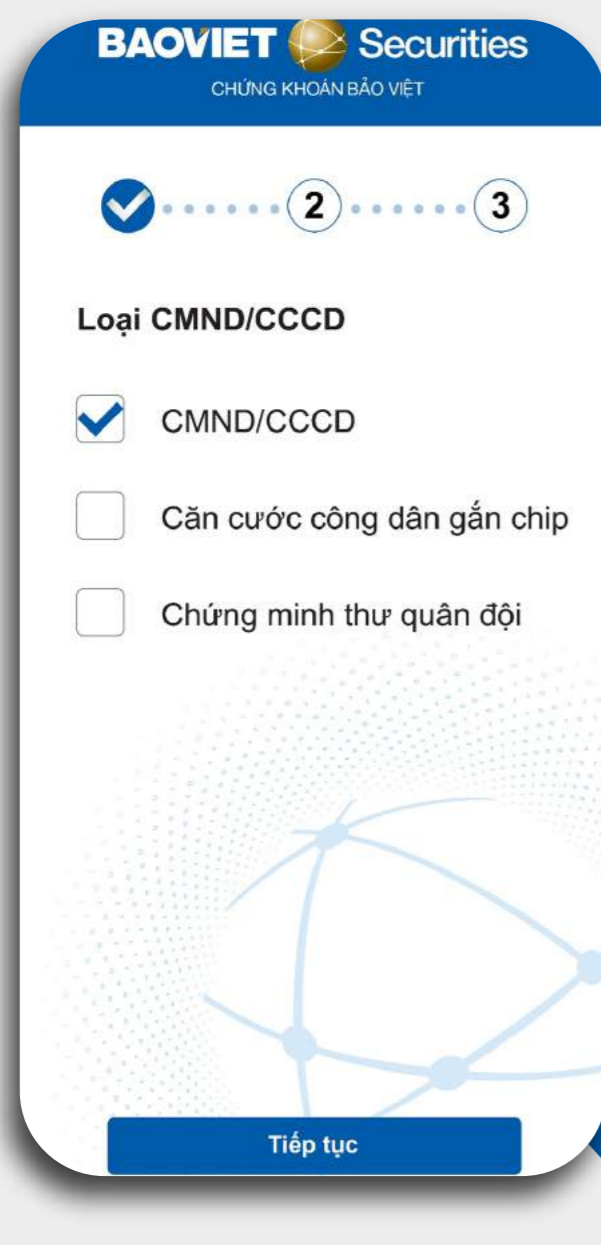 BAOVIET Securities
CHỨNG KHOÁN BẢO VIỆT
2 3
Loại CMND/CCCD
CMND/CCCD
Căn cước công dân gắn chip
Chứng minh thư quân đội
Tiếp tục